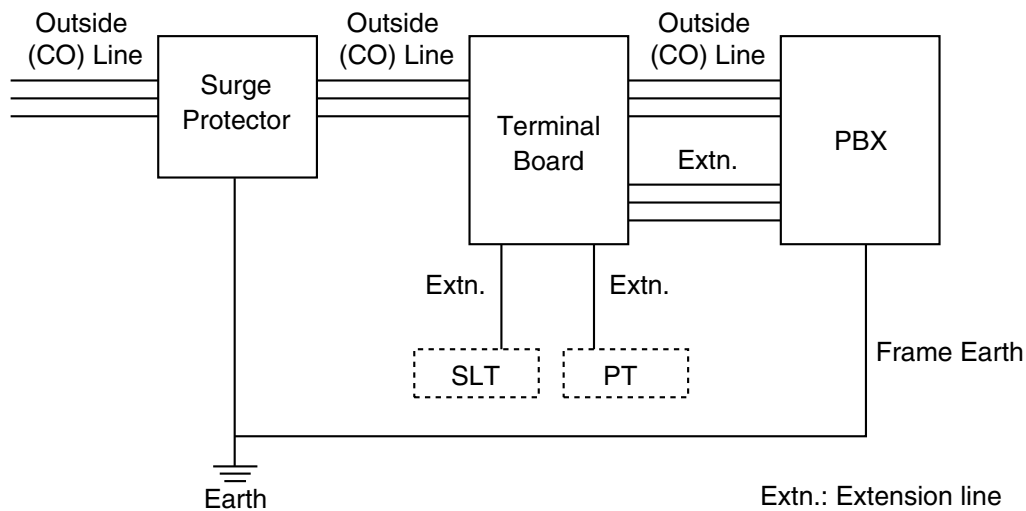 Outside
(CO) Line
Outside
(CO) Line
Outside
(CO) Line
Surge
Protector
Terminal
Board
PBX
Extn.
Extn.
Extn.
SLT
PT
Frame Earth
Earth
Extn.: Extension line